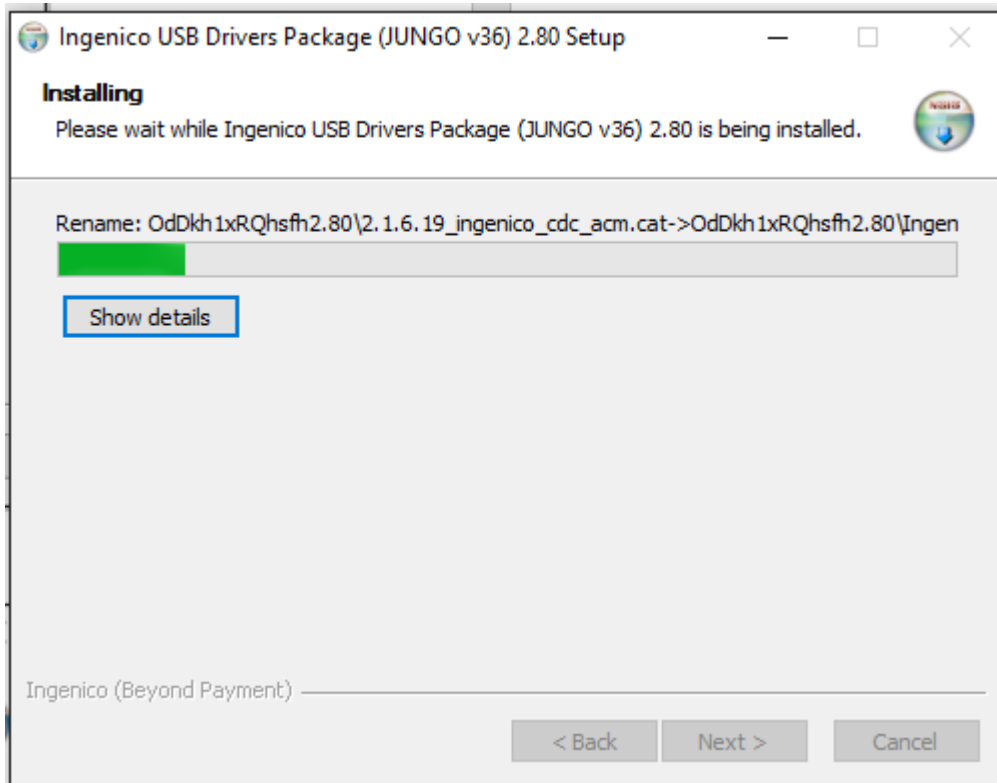 Ingenico USB Drivers Package (JUNGO v36) 2.80 Setup
Installing
Please wait while Ingenico USB Drivers Package (JUNGO v36) 2.80 is being installed.
Rename: OdDkh1xRQhsfh2.80\2.1.6.19_ingenico_cdc_acm.cat->OdDkh1xRQhsfh2.80\Ingen
Show details
Ingenico (Beyond Payment)
< Back Next > Cancel